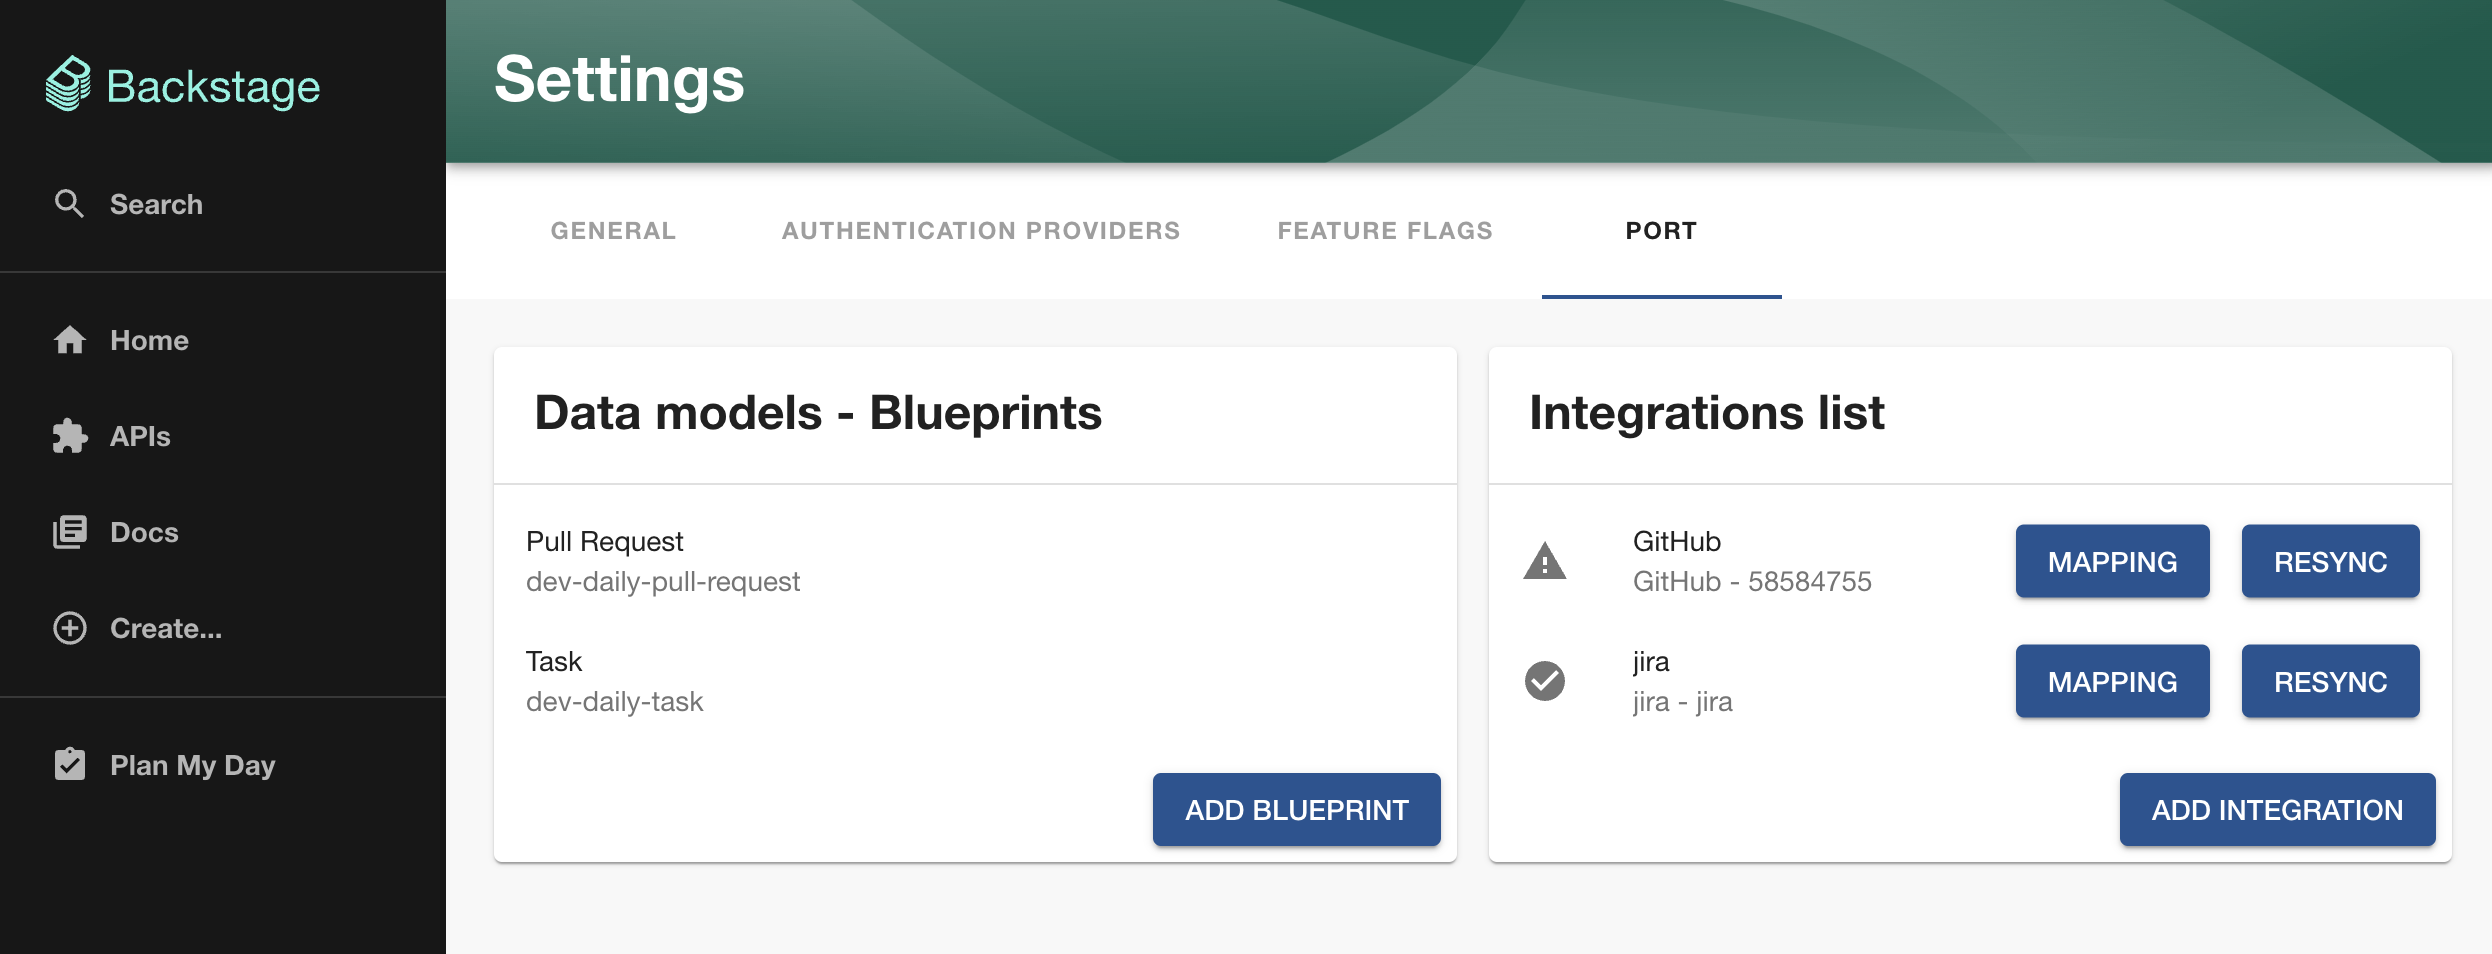 Backstage
Search
Home
APIs
Docs
Create...
Plan My Day
Settings
GENERAL AUTHENTICATION PROVIDERS FEATURE FLAGS PORT
Data models - Blueprints
Pull Request
dev-daily-pull-request
Task
dev-daily-task
ADD BLUEPRINT
Integrations list
GitHub
GitHub - 58584755
MAPPING RESYNC
jira
jira - jira
MAPPING RESYNC
ADD INTEGRATION